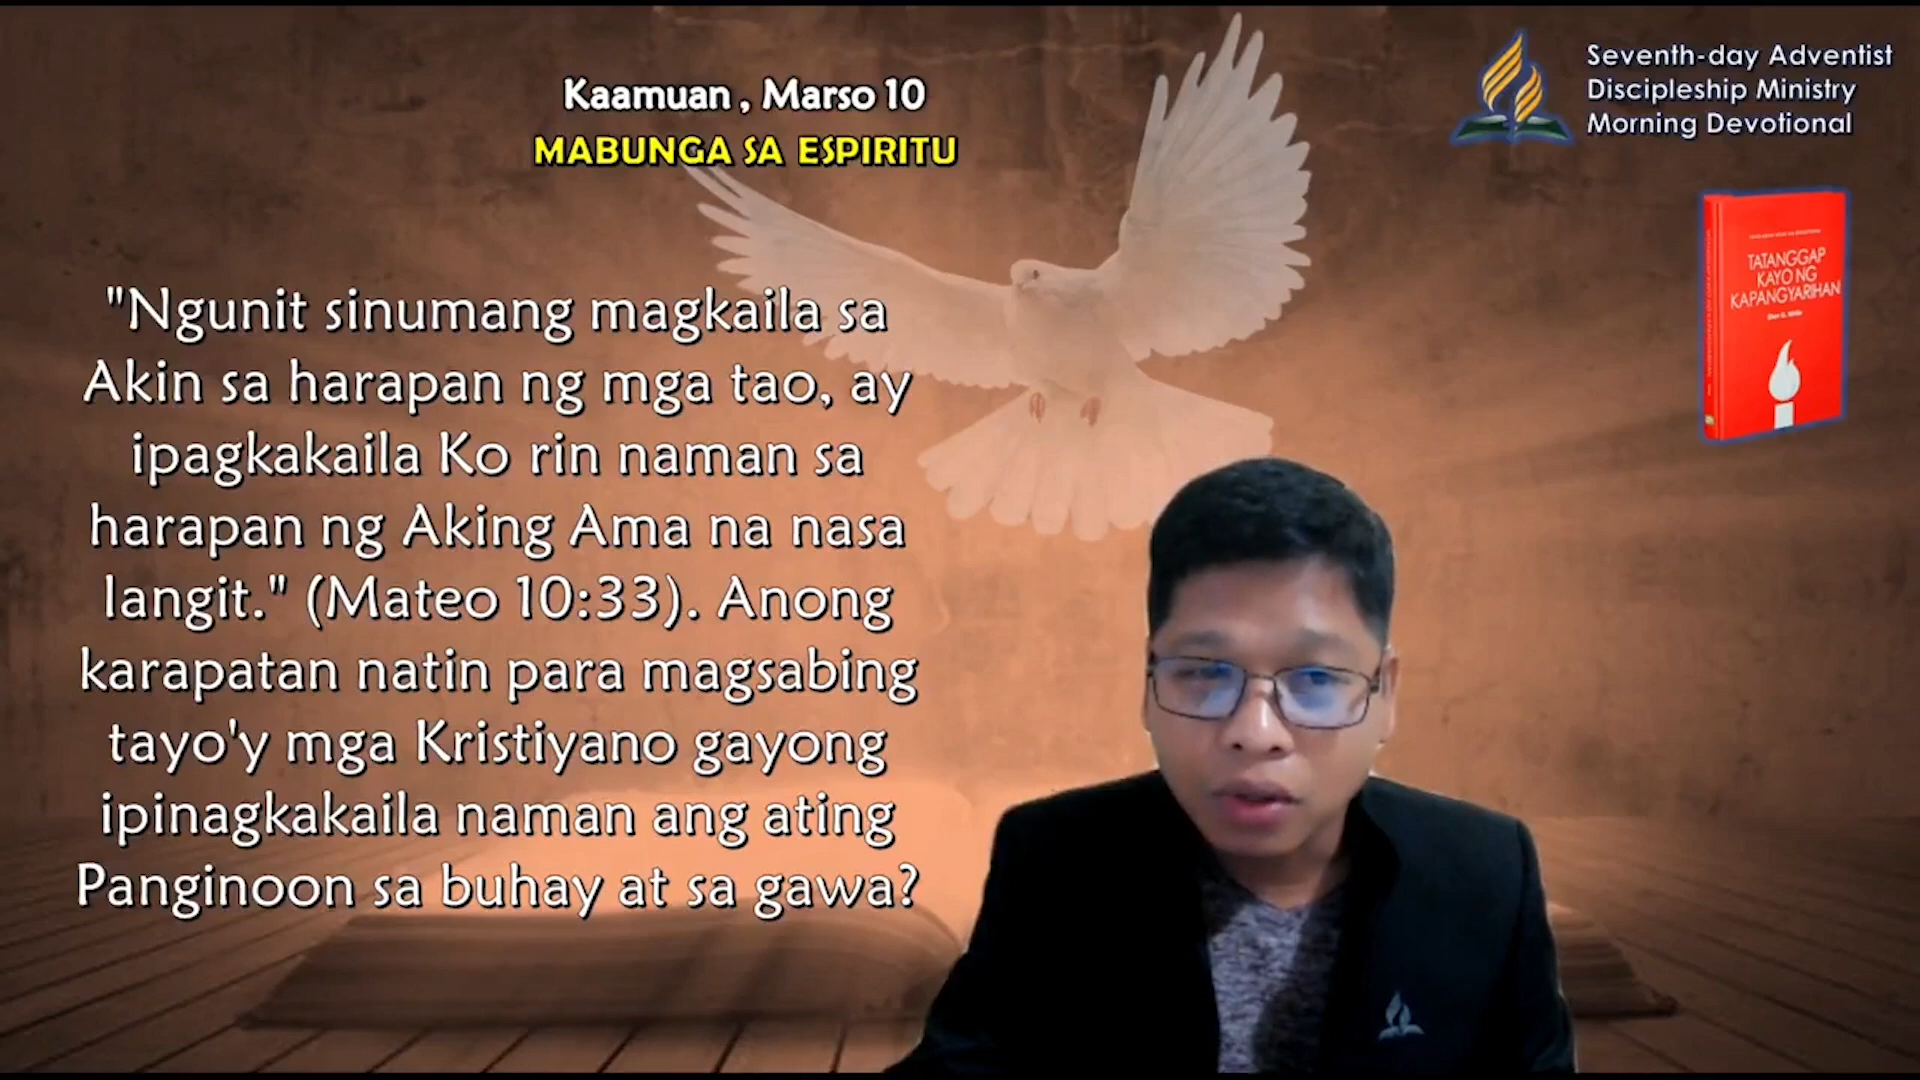 Kaamuan , Marso 10
MABUNGA SA ESPIRITU
Seventh-day Adventist
Discipleship Ministry
Morning Devotional
TATANGGAP
KAYO NG
KAPANGYARIHAN
"Ngunit sinumang magkaila sa
Akin sa harapan ng mga tao, ay
ipagkakaila Ko rin naman sa
harapan ng Aking Ama na nasa
langit." (Mateo 10:33). Anong
karapatan natin para magsabing
tayo'y mga Kristiyano gayong
ipinagkakaila naman ang ating
Panginoon sa buhay at sa gawa?